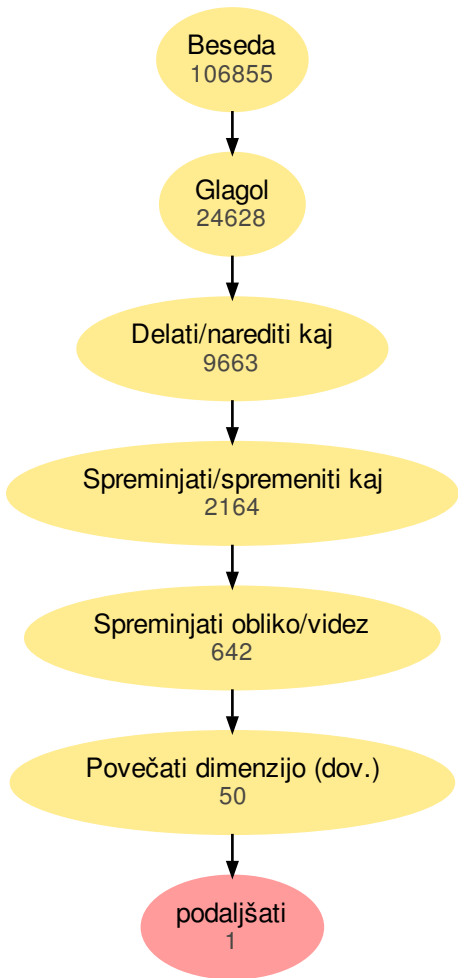 Beseda
106855
Glagol
24628
Delati/narediti kaj
9663
Spreminjati/spremeniti kaj
2164
Spreminjati obliko/videz
642
Povečati dimenzijo (dov.)
50
podaljšati
1